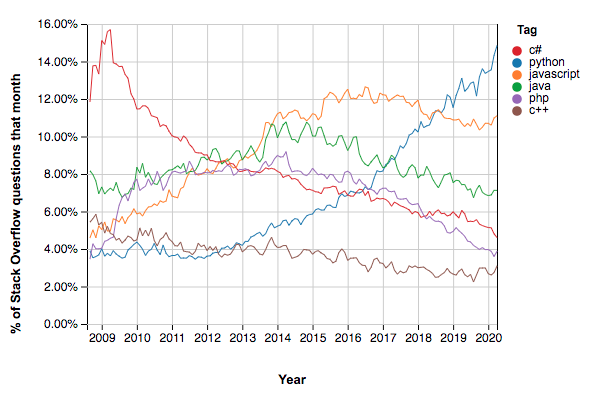 16.00%
14.00%
12.00%
10.00%
8.00%
6.00%
4.00%
2.00%
0.00%
% of Stack Overflow questions that month
2009 2010 2011 2012 2013 2014 2015 2016 2017 2018 2019 2020
Year
Tag
c#
python
javascript
java
php
c++